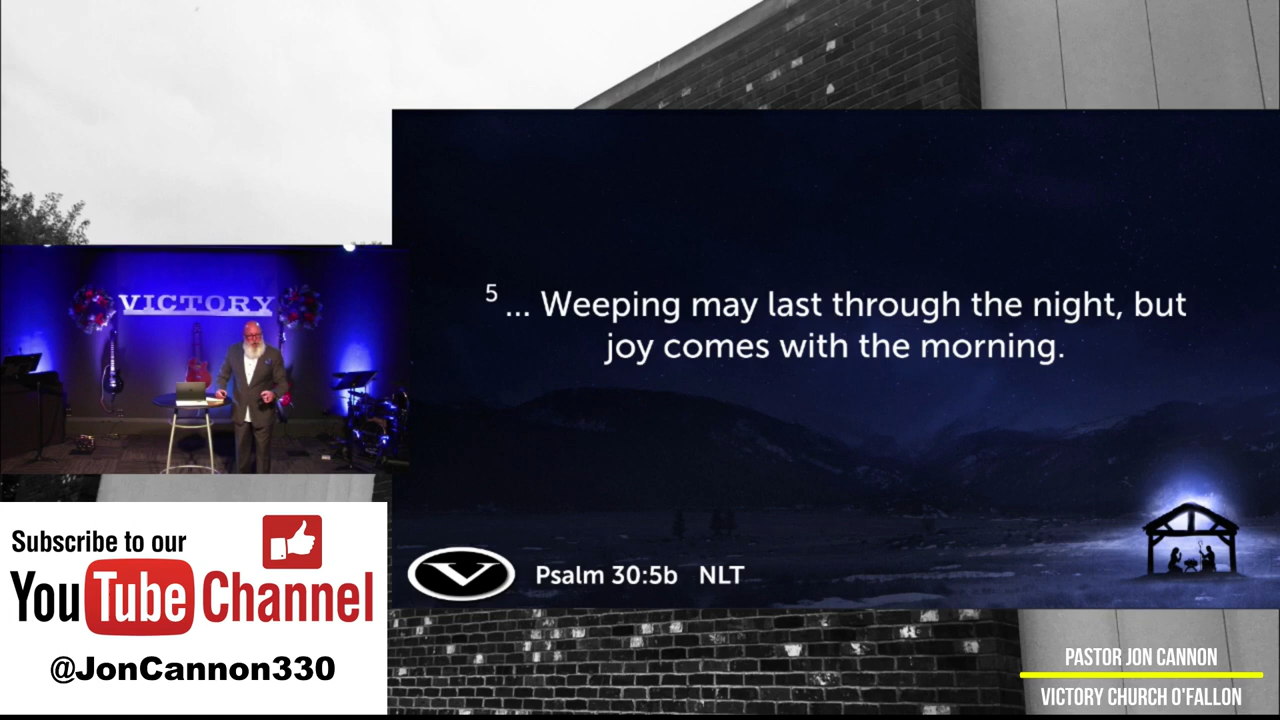 5 ... Weeping may last through the night, but
joy comes with the morning.
Psalm 30:5b NLT
VICTORY
Subscribe to our
YouTube Channel
@JonCannon330
PASTOR JON CANNON
VICTORY CHURCH O'FALLON